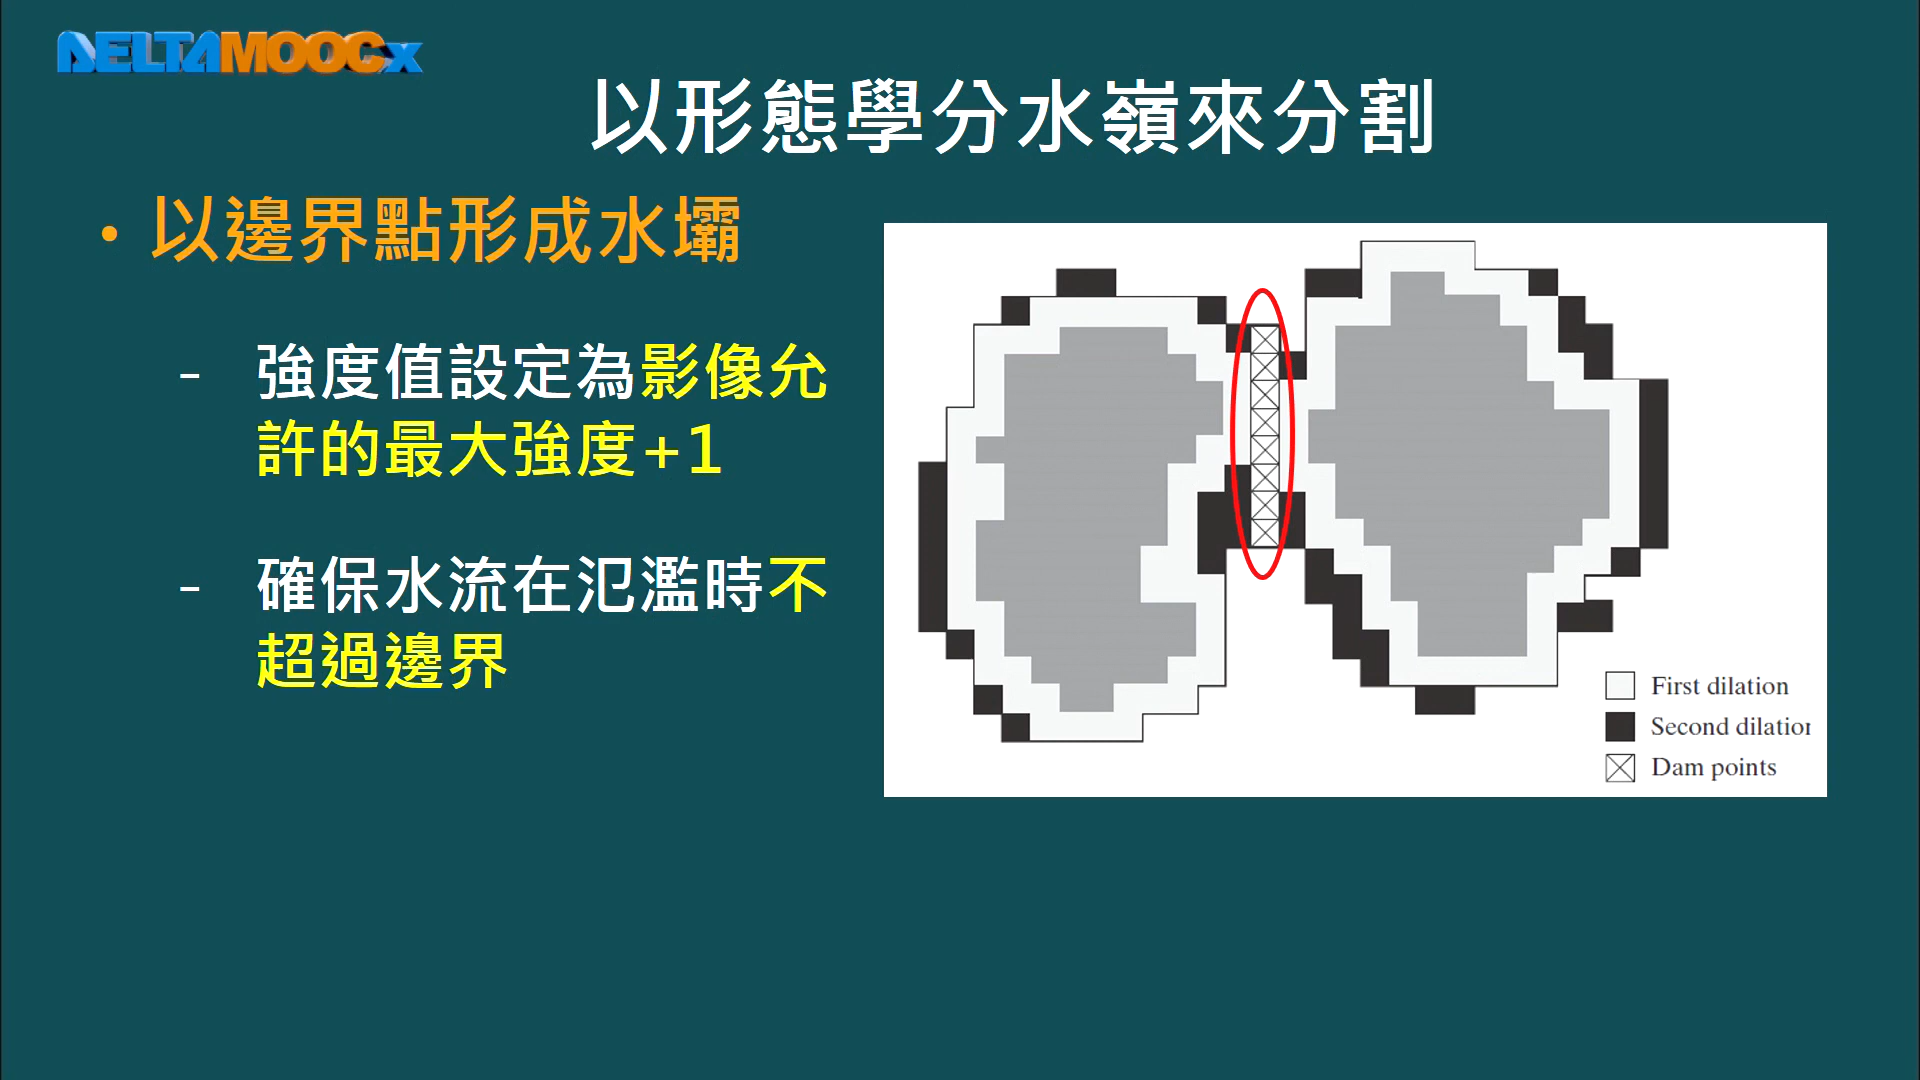 DELTAMOOCx
以形態學分水嶺來分割
• 以邊界點形成水壩
- 強度值設定為影像允
許的最大強度+1
- 確保水流在氾濫時不
超過邊界
First dilation
Second dilation
Dam points